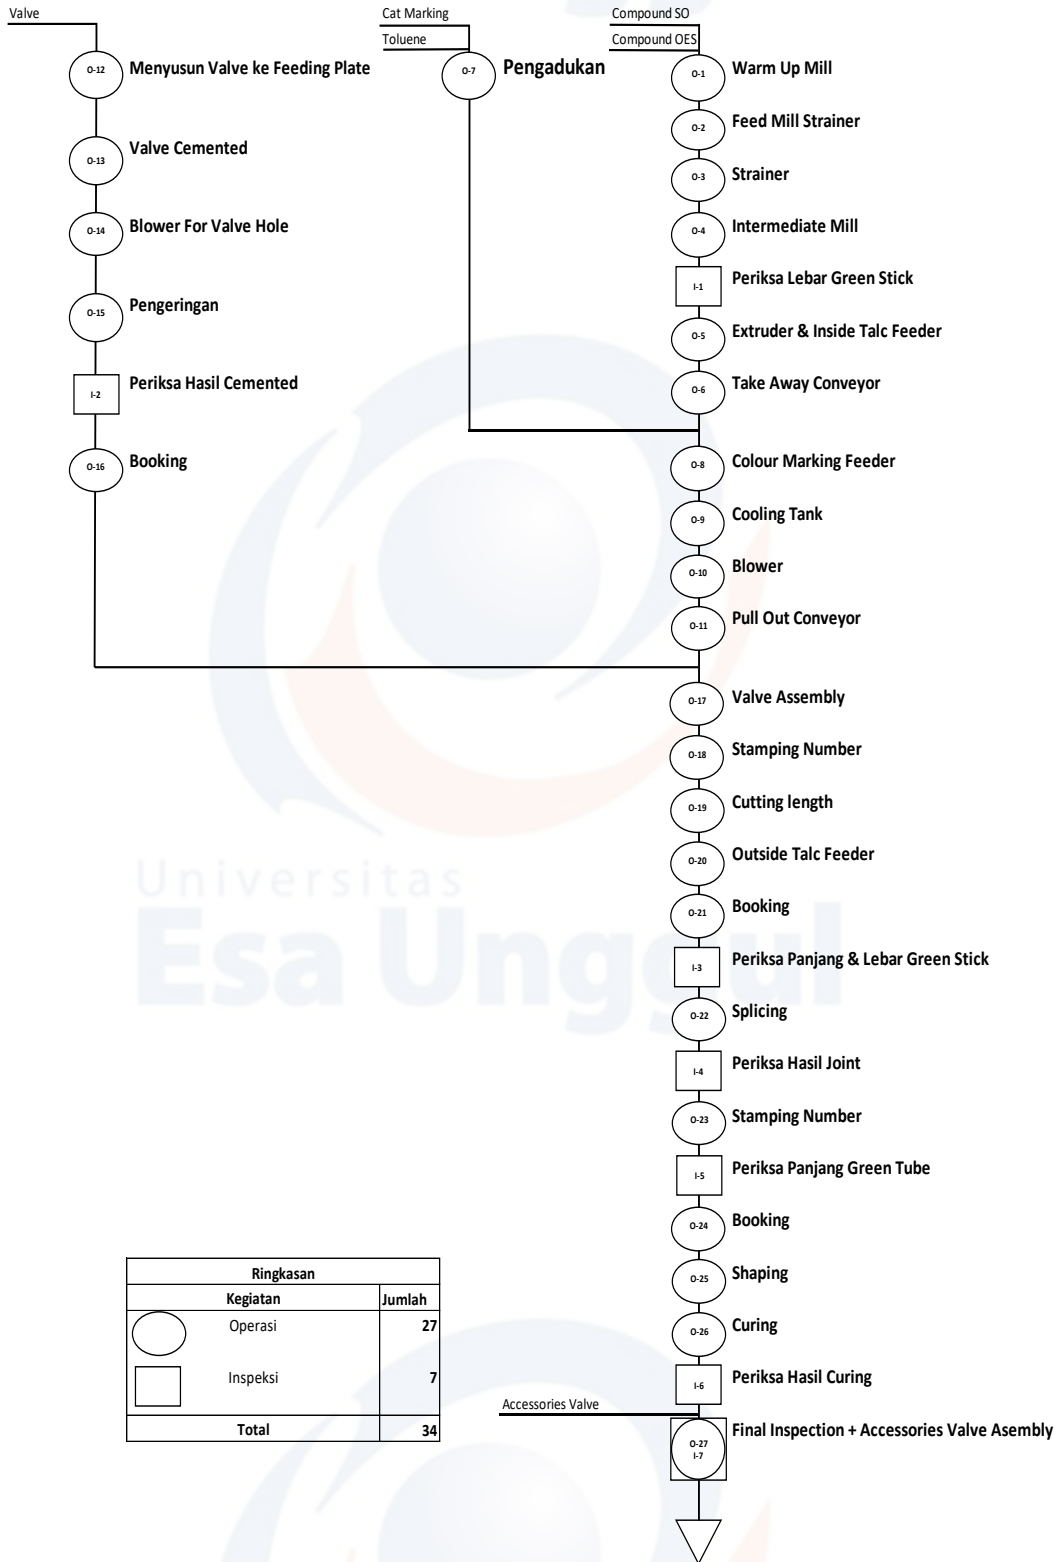 Valve
Cat Marking
Toluene
Compound SO
Compound OES
O-12 Menyusun Valve ke Feeding Plate
O-13 Valve Cemented
O-14 Blower For Valve Hole
O-15 Pengeringan
I-2 Periksa Hasil Cemented
O-16 Booking
O-7 Pengadukan
O-1 Warm Up Mill
O-2 Feed Mill Strainer
O-3 Strainer
O-4 Intermediate Mill
I-1 Periksa Lebar Green Stick
O-5 Extruder & Inside Talc Feeder
O-6 Take Away Conveyor
O-8 Colour Marking Feeder
O-9 Cooling Tank
O-10 Blower
O-11 Pull Out Conveyor
O-17 Valve Assembly
O-18 Stamping Number
O-19 Cutting length
O-20 Outside Talc Feeder
O-21 Booking
I-3 Periksa Panjang & Lebar Green Stick
O-22 Splicing
I-4 Periksa Hasil Joint
O-23 Stamping Number
I-5 Periksa Panjang Green Tube
O-24 Booking
O-25 Shaping
O-26 Curing
I-6 Periksa Hasil Curing
Accessories Valve
O-27 Final Inspection + Accessories Valve Asembly
I-7
Universitas
Esa Unggul
Ringkasan
Kegiatan Jumlah
Operasi 27
Inspeksi 7
Total 34